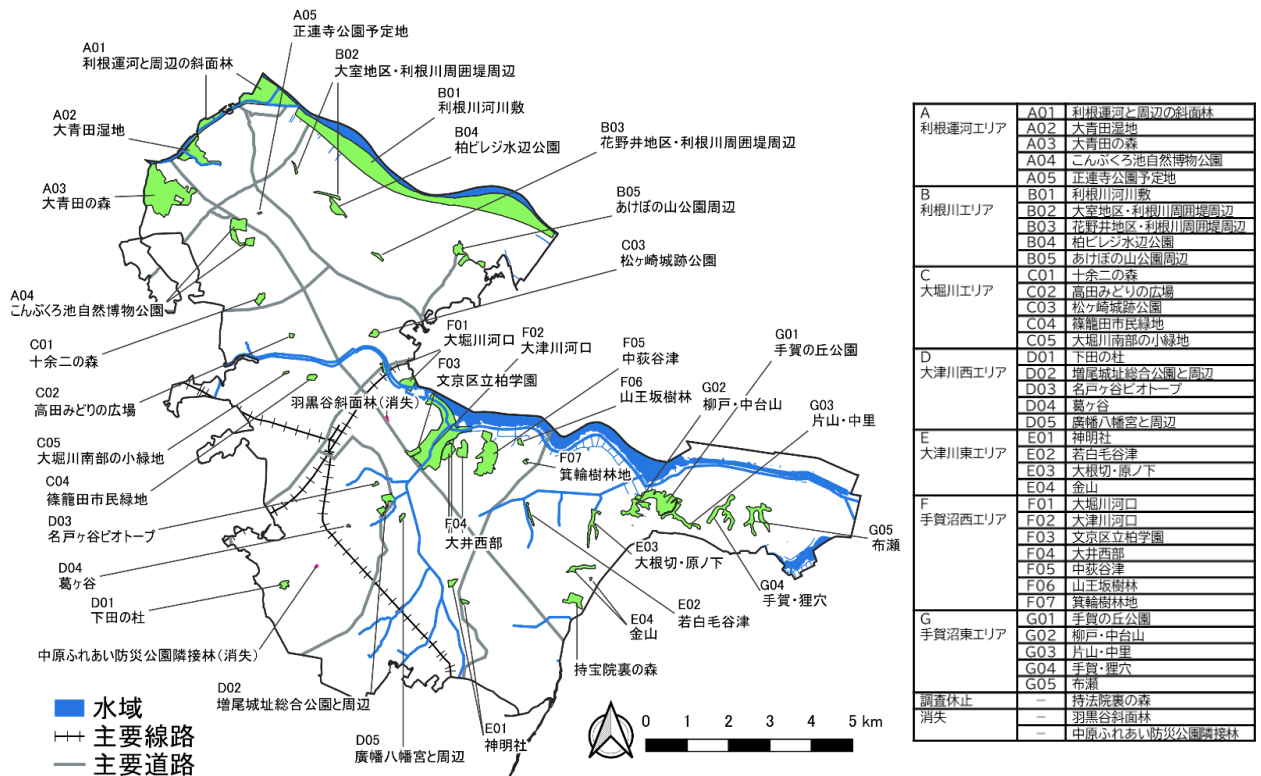 A05
正連寺公園予定地
A01
利根運河と周辺の斜面林
B02
大室地区・利根川周囲堤周辺
B01
利根川河川敷
A02
大青田湿地
B04
柏ビレジ水辺公園
B03
花野井地区・利根川周囲堤周辺
A03
大青田の森
B05
あけぼの山公園周辺
C03
松ヶ崎城跡公園
A04
こんぶくろ池自然博物公園
F01
大堀川河口
F02
大津川河口
G01
手賀の丘公園
C01
十余二の森
F03
文京区立柏学園
F05
中荻谷津
F06
山王坂樹林
G02
柳戸・中台山
G03
片山・中里
C02
高田みどりの広場
羽黒谷斜面林(消失)
C05
大堀川南部の小緑地
F07
箕輪樹林地
C04
篠籠田市民緑地
D03
名戸ヶ谷ビオトープ
F04
大井西部
G05
布瀬
E03
大根切・原ノ下
D04
葛ヶ谷
G04
手賀・狸穴
D01
下田の杜
E02
若白毛谷津
E04
金山
中原ふれあい防災公園隣接林(消失)
持宝院裏の森
D02
増尾城址総合公園と周辺
E01
神明社
D05
廣幡八幡宮と周辺
水域
主要線路
主要道路
0 1 2 3 4 5 km
A
利根運河エリア
A01 利根運河と周辺の斜面林
A02 大青田湿地
A03 大青田の森
A04 こんぶくろ池自然博物公園
A05 正連寺公園予定地
B
利根川エリア
B01 利根川河川敷
B02 大室地区・利根川周囲堤周辺
B03 花野井地区・利根川周囲堤周辺
B04 柏ビレジ水辺公園
B05 あけぼの山公園周辺
C
大堀川エリア
C01 十余二の森
C02 高田みどりの広場
C03 松ヶ崎城跡公園
C04 篠籠田市民緑地
C05 大堀川南部の小緑地
D
大津川西エリア
D01 下田の杜
D02 増尾城址総合公園と周辺
D03 名戸ヶ谷ビオトープ
D04 葛ヶ谷
D05 廣幡八幡宮と周辺
E
大津川東エリア
E01 神明社
E02 若白毛谷津
E03 大根切・原ノ下
E04 金山
F
手賀沼西エリア
F01 大堀川河口
F02 大津川河口
F03 文京区立柏学園
F04 大井西部
F05 中荻谷津
F06 山王坂樹林
F07 箕輪樹林地
G
手賀沼東エリア
G01 手賀の丘公園
G02 柳戸・中台山
G03 片山・中里
G04 手賀・狸穴
G05 布瀬
調査休止 － 持法院裏の森
消失 － 羽黒谷斜面林
－ 中原ふれあい防災公園隣接林